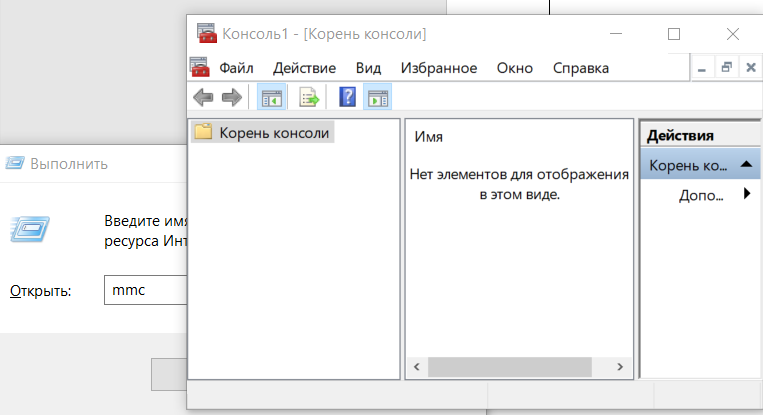 Консоль1 - [Корень консоли]
Файл Действие Вид Избранное Окно Справка
Корень консоли
Имя
Нет элементов для отображения
в этом виде.
Действия
Корень ко...
Допо...
Выполнить
Введите имя
ресурса Инт
Открыть: mmc